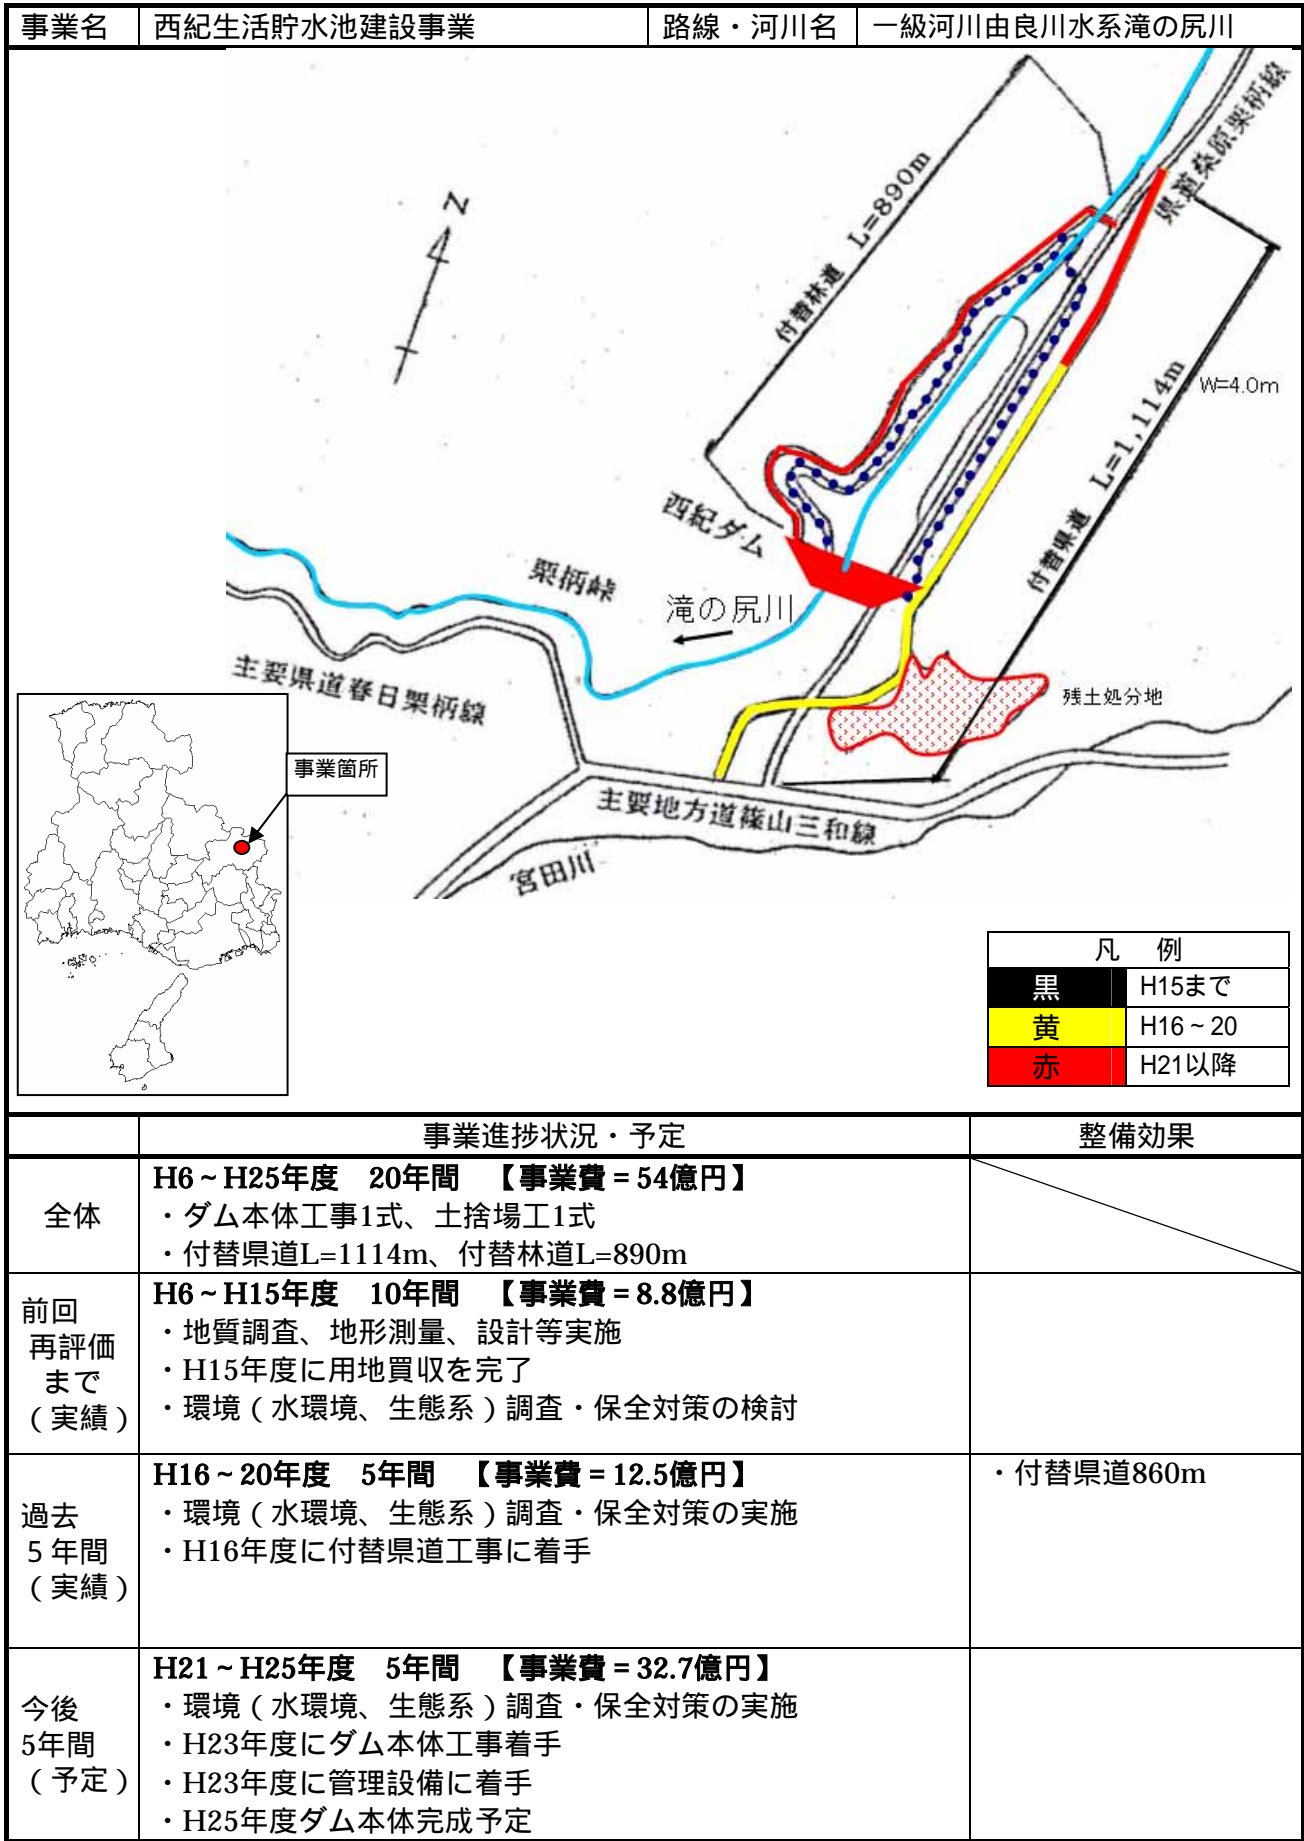 事業名 西紀生活貯水池建設事業 路線・河川名 一級河川由良川水系滝の尻川
N
付替林道 L=890m
県道桑原栗柄線
W=4.0m
付替県道 L=1,114m
西紀ダム
栗柄峠
滝の尻川
主要県道春日栗柄線
残土処分地
事業箇所
主要地方道篠山三和線
宮田川
凡 例
黒 H15まで
黄 H16~20
赤 H21以降
事業進捗状況・予定 整備効果
全体
H6~H25年度 20年間 【事業費=54億円】
・ダム本体工事1式、土捨場工1式
・付替県道L=1114m、付替林道L=890m
前回
再評価
まで
(実績)
H6~H15年度 10年間 【事業費=8.8億円】
・地質調査、地形測量、設計等実施
・H15年度に用地買収を完了
・環境(水環境、生態系)調査・保全対策の検討
過去
5年間
(実績)
H16~20年度 5年間 【事業費=12.5億円】
・環境(水環境、生態系)調査・保全対策の実施
・H16年度に付替県道工事に着手
・付替県道860m
今後
5年間
(予定)
H21~H25年度 5年間 【事業費=32.7億円】
・環境(水環境、生態系)調査・保全対策の実施
・H23年度にダム本体工事着手
・H23年度に管理設備に着手
・H25年度ダム本体完成予定